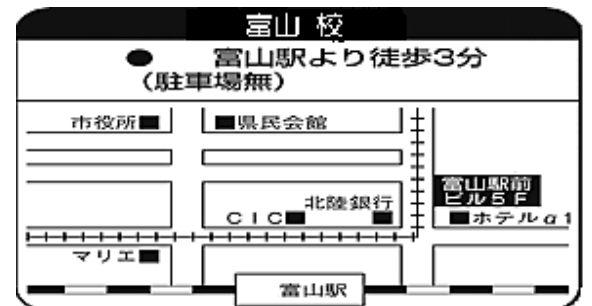 富山 校
● 富山駅より徒歩3分
（駐車場無）
市役所■
■県民会館
富山駅前
ビル5F
北陸銀行
CIC■
■ホテルα1
マリエ■
富山駅